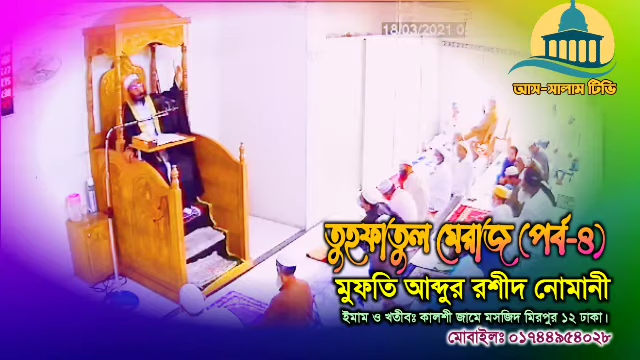 18/03/2021
আস-সালাম টিভি
তুহফাতুল মেরাজ (পর্ব-৪)
মুফতি আব্দুর রশীদ নোমানী
ইমাম ও খতীবঃ কালশী জামে মসজিদ মিরপুর ১২ ঢাকা।
মোবাইলঃ ০১৭৪৪৯৫৪০২৮